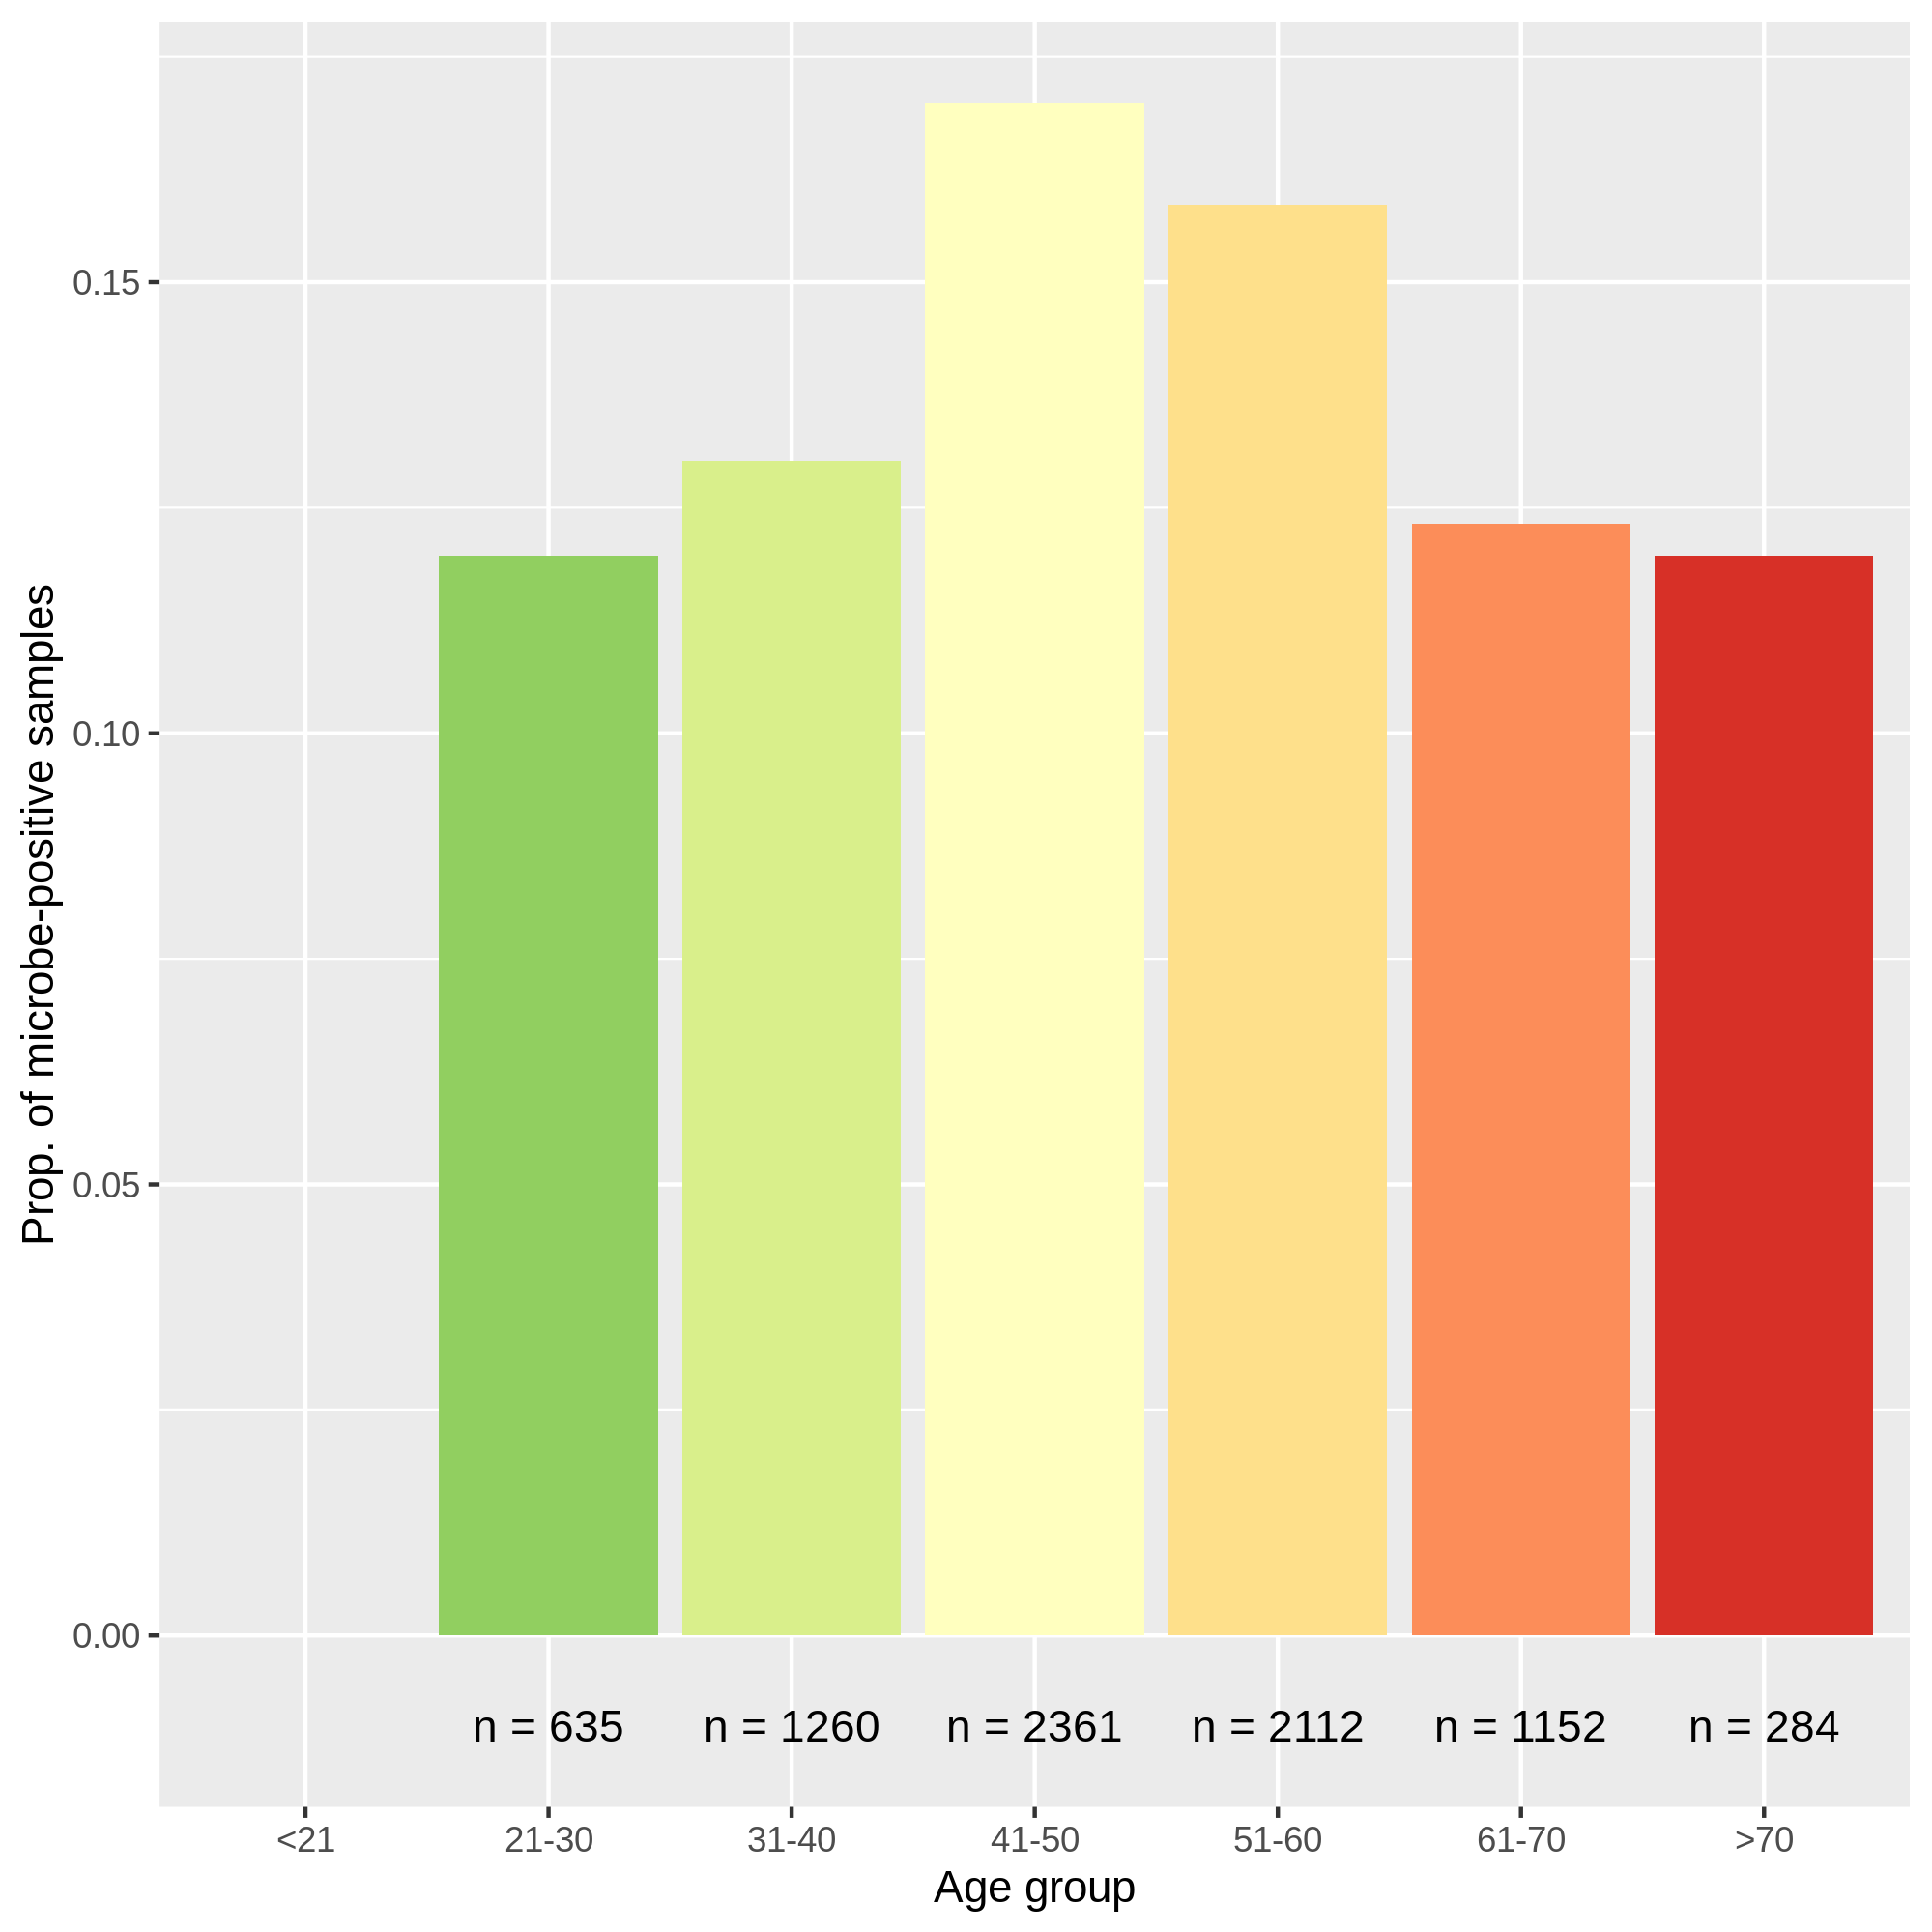 Prop. of microbe-positive samples
0.15
0.10
0.05
0.00
n = 635 n = 1260 n = 2361 n = 2112 n = 1152 n = 284
<21 21-30 31-40 41-50 51-60 61-70 >70
Age group